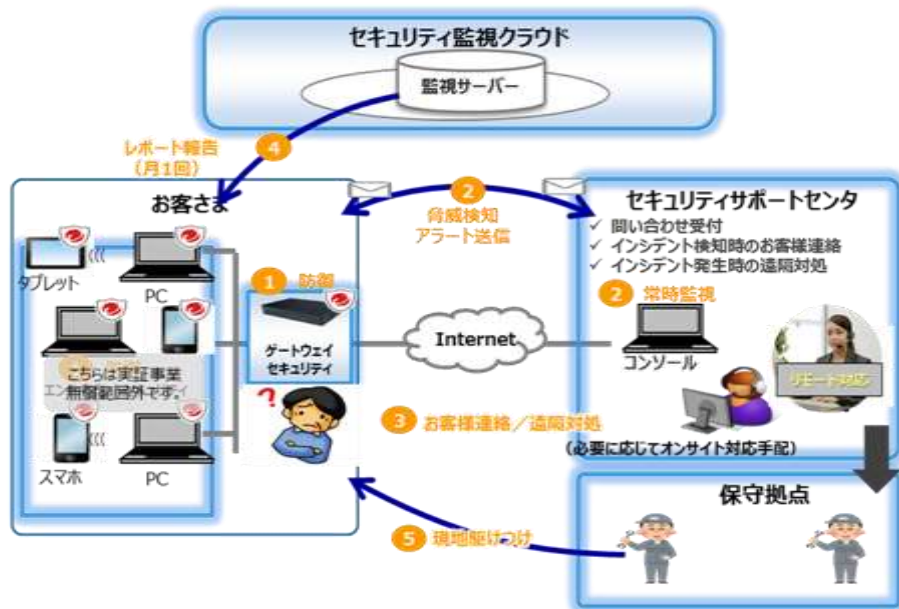 セキュリティ監視クラウド
監視サーバー
4
レポート報告
（月1回）
お客さま
2
脅威検知
アラート送信
セキュリティサポートセンタ
✓ 問い合わせ受付
✓ インシデント検知時のお客様連絡
✓ インシデント発生時の遠隔対処
タブレット
PC
1 防御
ゲートウェイ
セキュリティ
Internet
2 常時監視
コンソール
リモート対応
こちらは実証事業
無償範囲外です。
?
3 お客様連絡／遠隔対処
（必要に応じてオンサイト対応手配）
スマホ
PC
保守拠点
5 現地駆けつけ